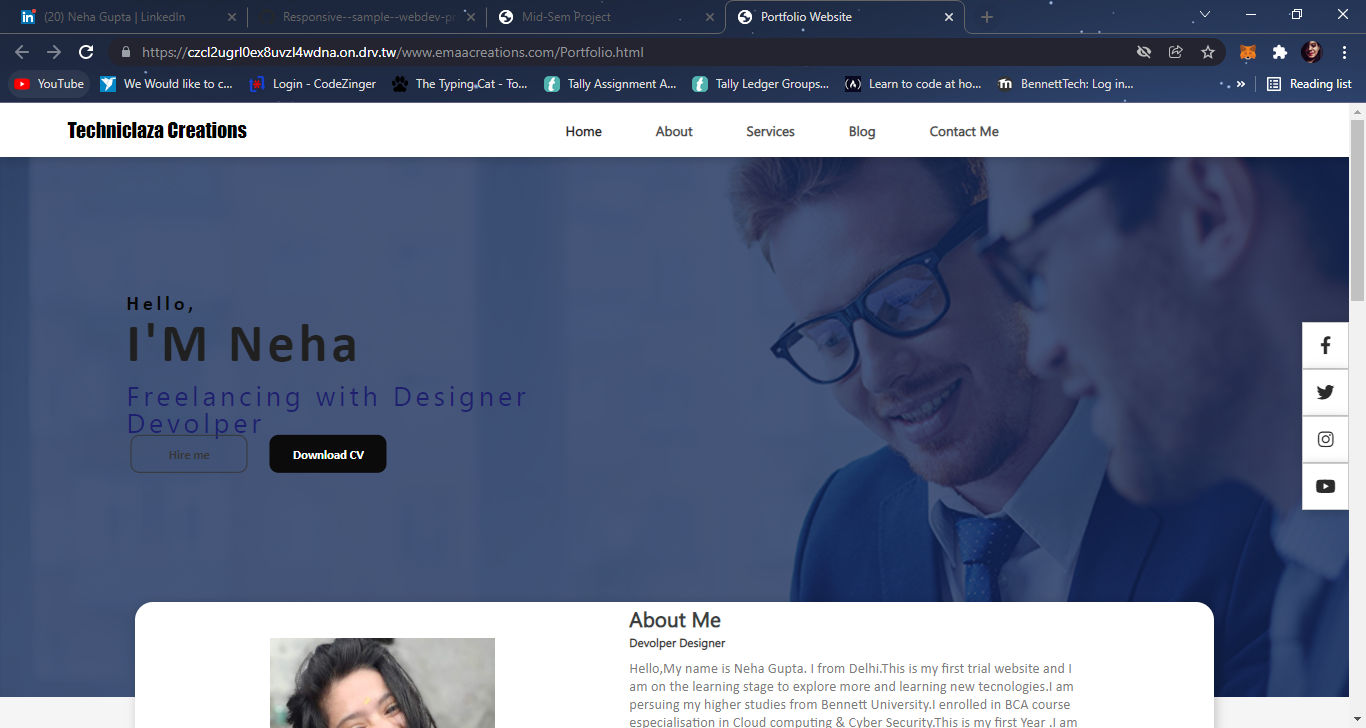 (20) Neha Gupta | LinkedIn
Responsive--sample--webdev-pr
Mid-Sem Project
Portfolio Website
https://czcl2ugrl0ex8uvzl4wdna.on.drv.tw/www.emaacreations.com/Portfolio.html
YouTube
We Would like to c...
Login - CodeZinger
The Typing Cat - To...
Tally Assignment A...
Tally Ledger Groups...
Learn to code at ho...
BennettTech: Log in...
Reading list
Techniclaza Creations
Home
About
Services
Blog
Contact Me
Hello,
I'M Neha
Freelancing with Designer
Devolper
Hire me
Download CV
About Me
Devolper Designer
Hello,My name is Neha Gupta. I from Delhi.This is my first trial website and I
am on the learning stage to explore more and learning new tecnologies.I am
persuing my higher studies from Bennett University.I enrolled in BCA course
especialisation in Cloud computing & Cyber Security.This is my first Year .I am